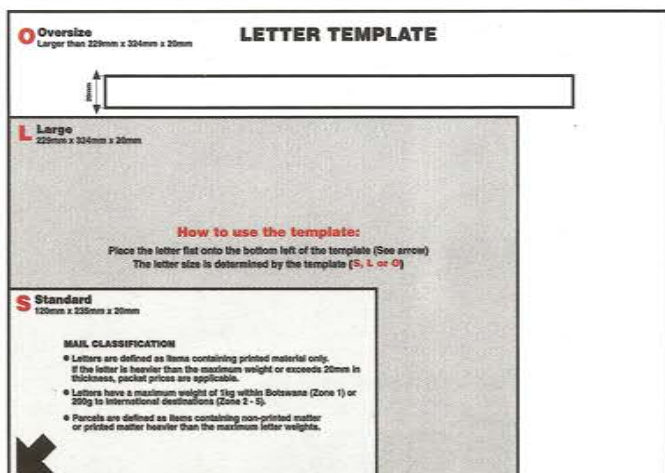 LETTER TEMPLATE
O Oversize
Larger than 229mm x 324mm x 20mm
20mm
L Large
229mm x 324mm x 20mm
How to use the template:
Place the letter flat onto the bottom left of the template (See arrow)
The letter size is determined by the template (S, L or O)
S Standard
120mm x 235mm x 20mm
MAIL CLASSIFICATION
• Letters are defined as items containing printed material only.
If the letter is heavier than the maximum weight or exceeds 20mm in
thickness, packet prices are applicable.
• Letters have a maximum weight of 1kg within Botswana (Zone 1) or
200g to international destinations (Zone 2 - 5).
• Parcels are defined as items containing non-printed matter
or printed matter heavier than the maximum letter weights.